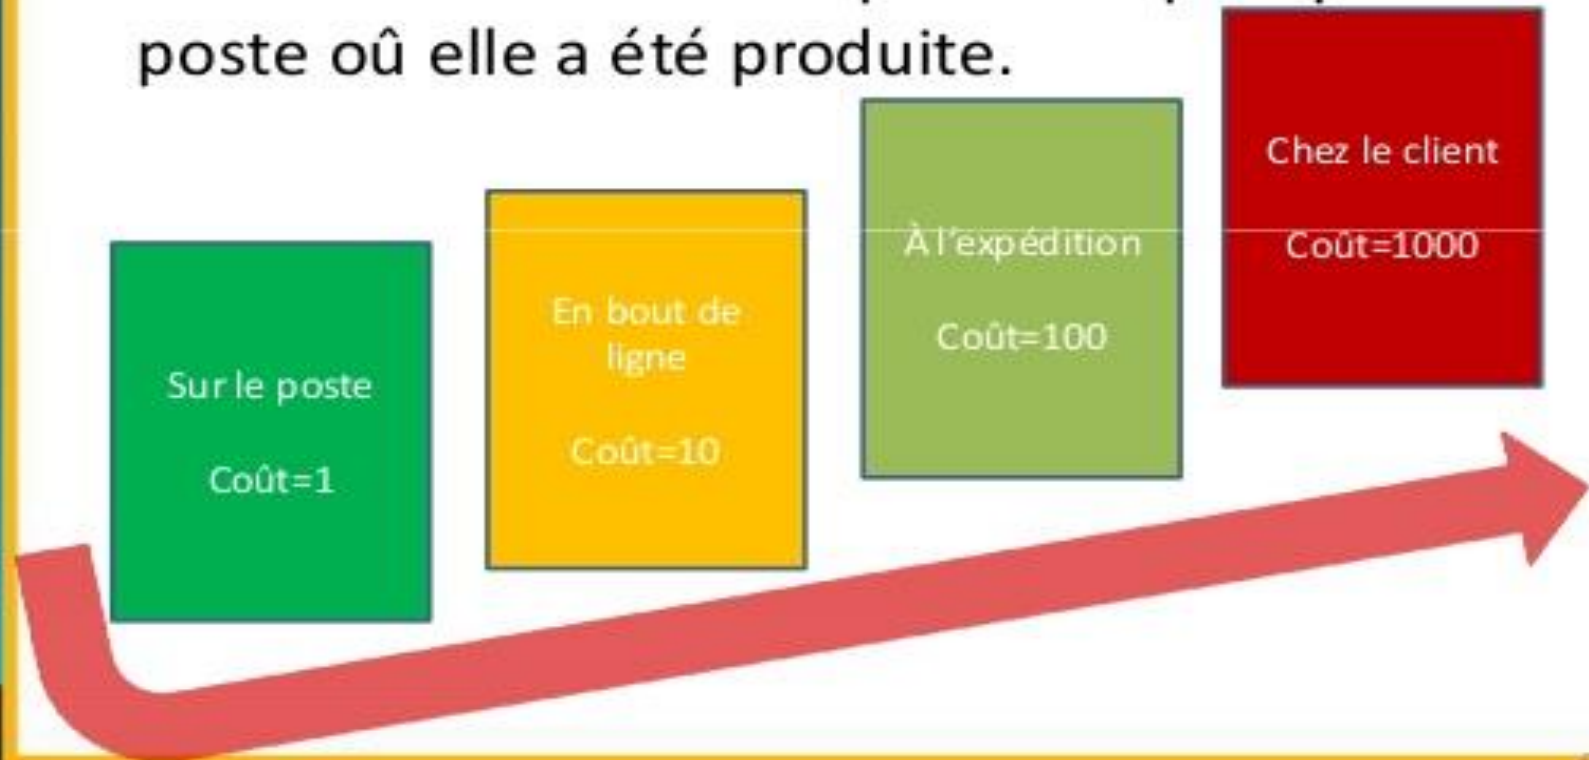 poste oû elle a été produite.
Sur le poste
Coût=1
En bout de
ligne
Coût=10
À l'expédition
Coût=100
Chez le client
Coût=1000